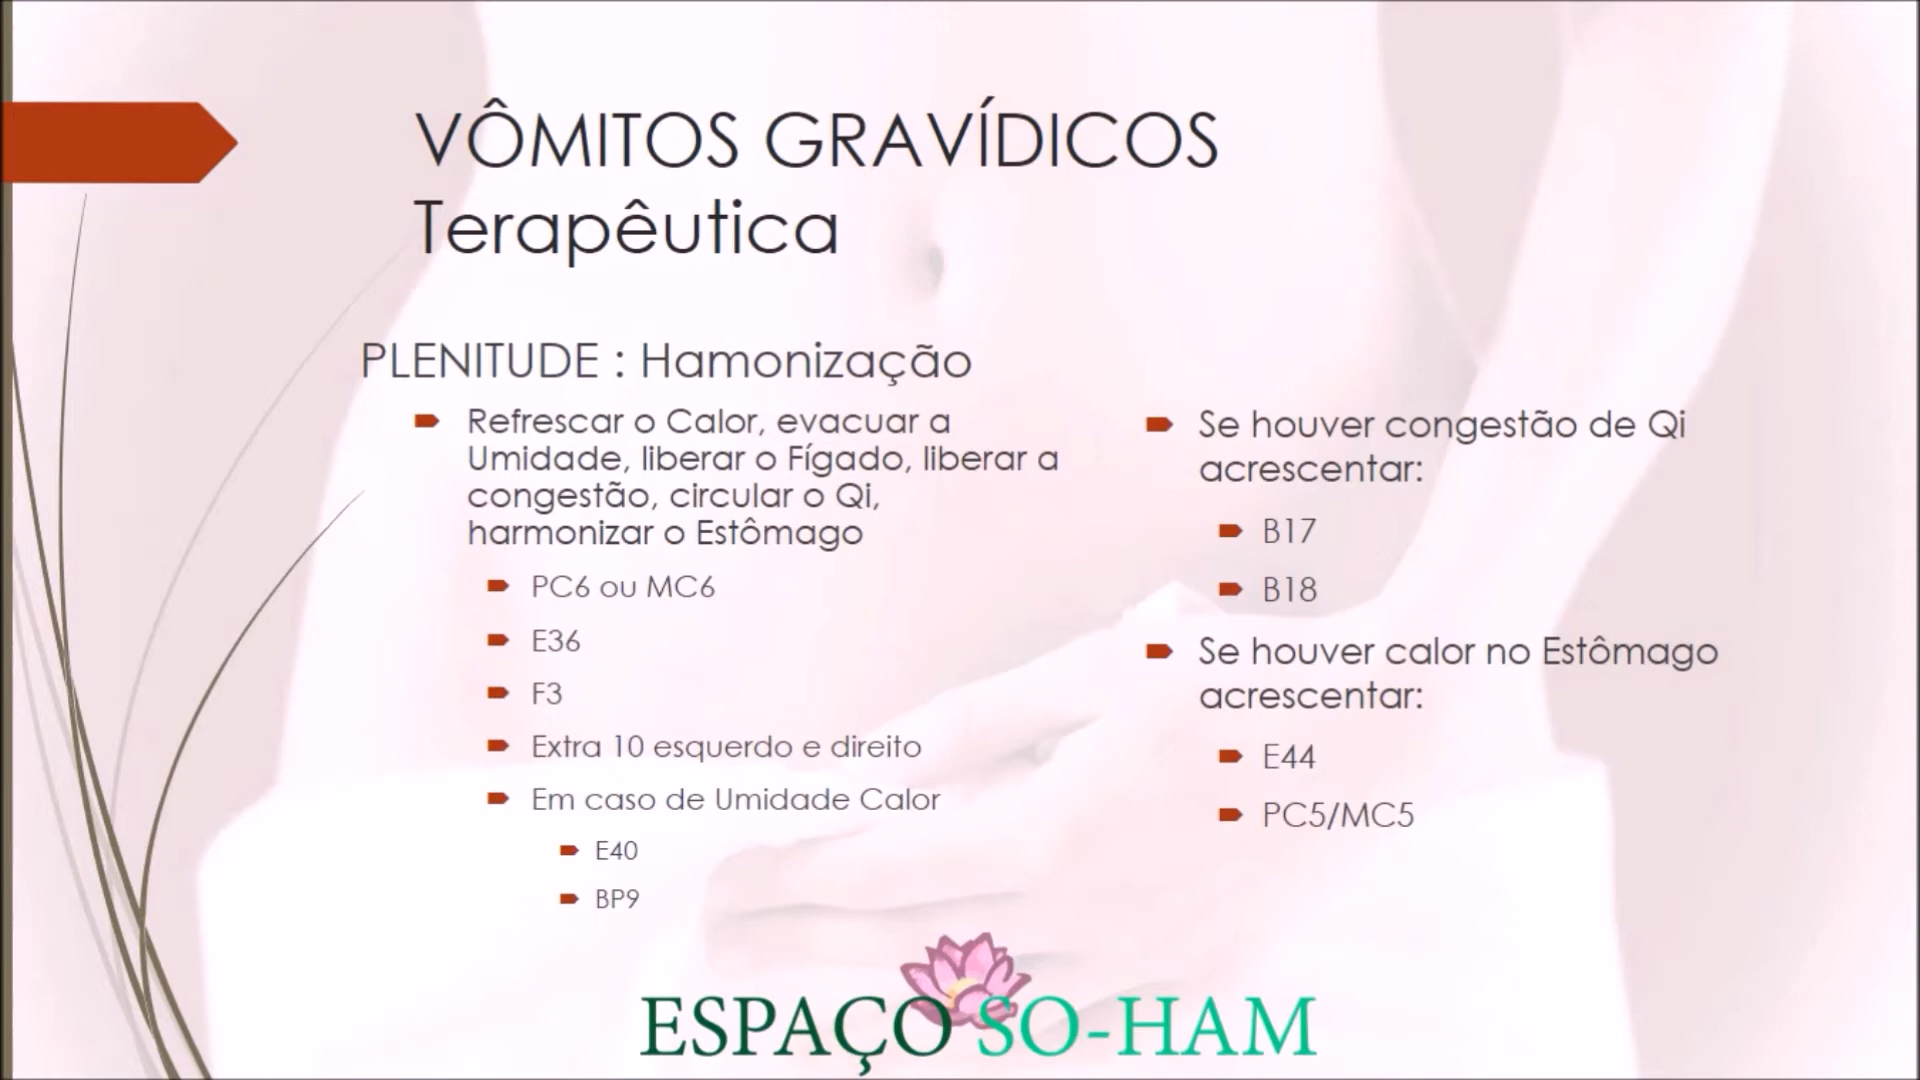 VÔMITOS GRAVÍDICOS
Terapêutica
PLENITUDE : Hamonização
Refrescar o Calor, evacuar a
Umidade, liberar o Fígado, liberar a
congestão, circular o Qi,
harmonizar o Estômago
PC6 ou MC6
E36
F3
Extra 10 esquerdo e direito
Em caso de Umidade Calor
E40
BP9
Se houver congestão de Qi
acrescentar:
B17
B18
Se houver calor no Estômago
acrescentar:
E44
PC5/MC5
ESPAÇO SO-HAM